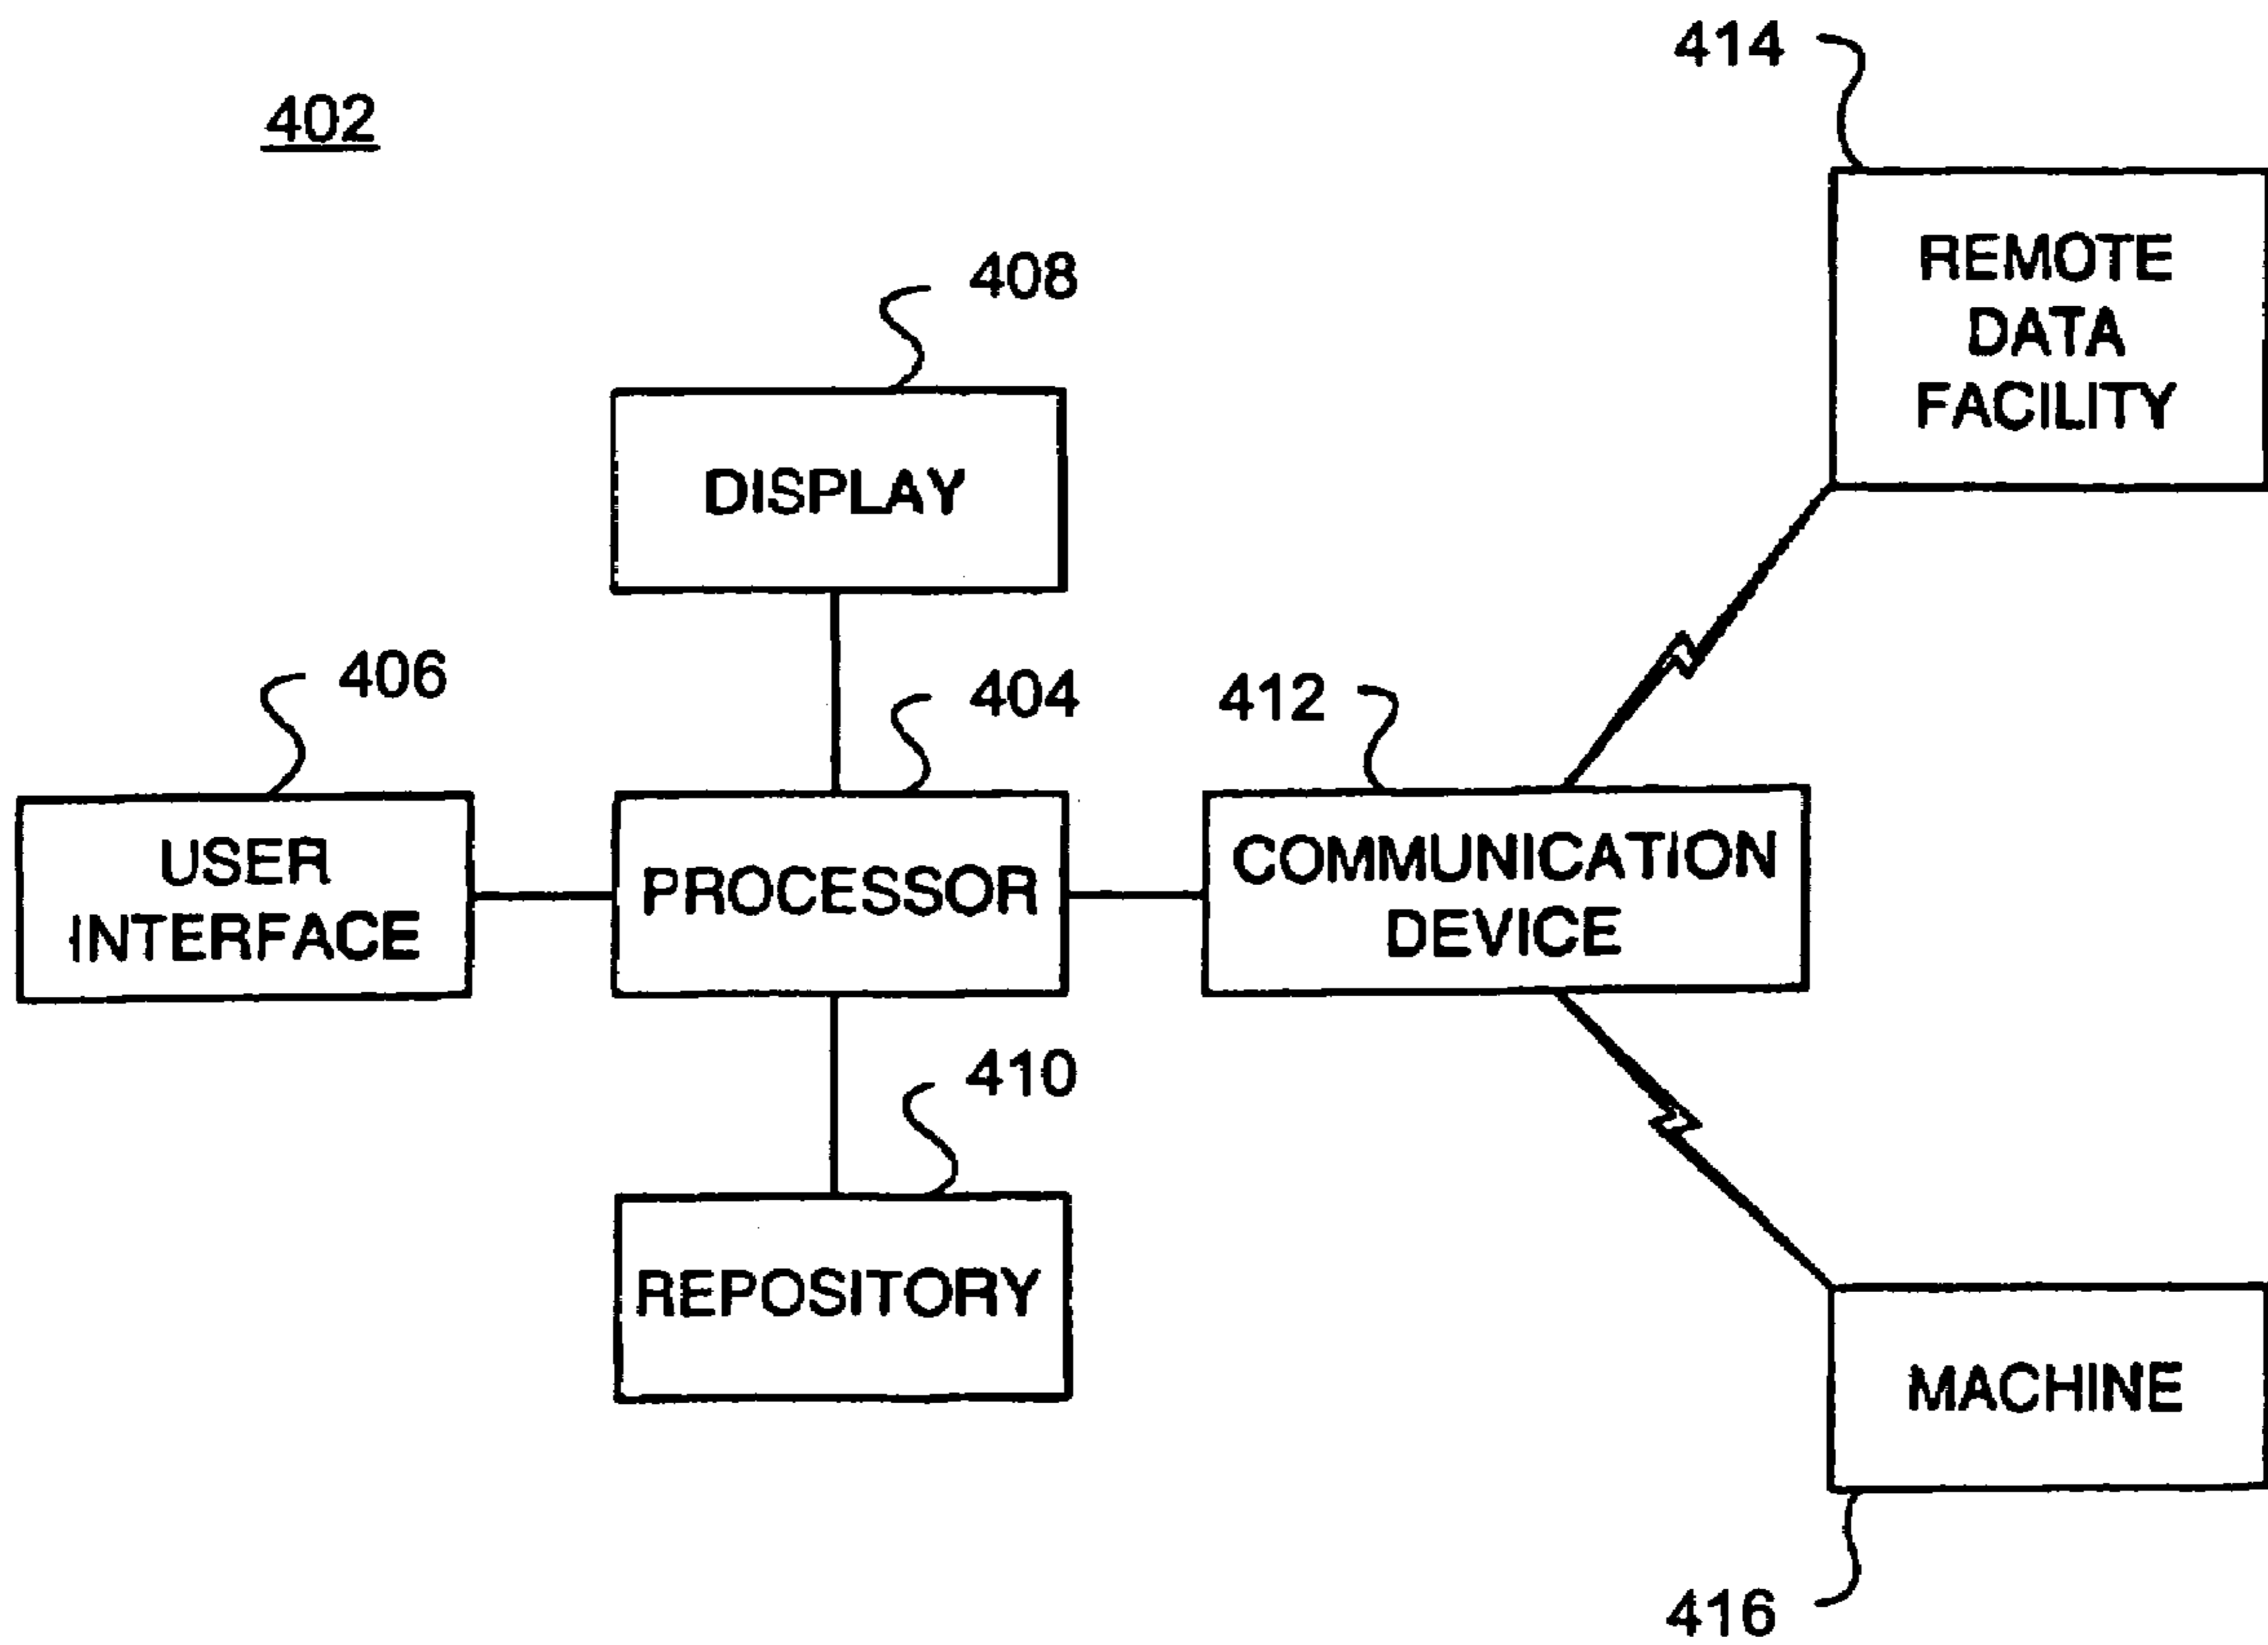 414
402
REMOTE
DATA
FACILITY
408
DISPLAY
406
404
412
USER
INTERFACE
PROCESSOR
COMMUNICATION
DEVICE
410
REPOSITORY
MACHINE
416